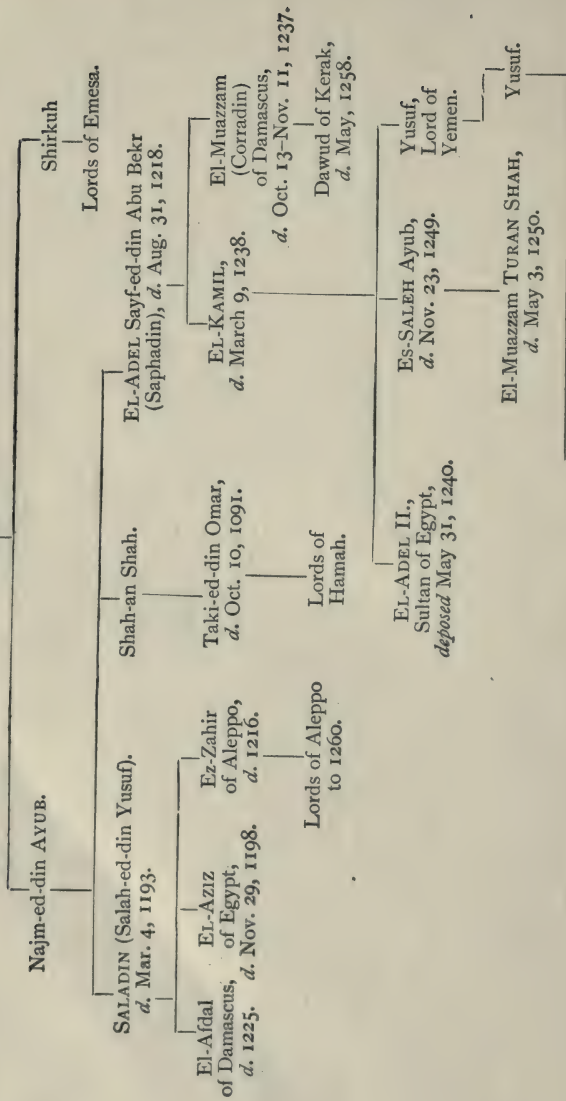 Najm-ed-din AYUB.
Shirkuh
Lords of Emesa.
SALADIN (Salah-ed-din Yusuf).
d. Mar. 4, 1193.
Shah-an Shah.
EL-ADEL Sayf-ed-din Abu Bekr
(Saphadin), d. Aug. 31, 1218.
El-Afdal
of Damascus,
d. 1225.
EL-AZIZ
of Egypt,
d. Nov. 29, 1198.
Ez-Zahir
of Aleppo,
d. 1216.
Lords of Aleppo
to 1260.
Taki-ed-din Omar,
d. Oct. 10, 1091.
Lords of
Hamah.
EL-KAMIL,
d. March 9, 1238.
El-Muazzam
(Corradin)
of Damascus,
d. Oct. 13-Nov. 11, 1237.
Dawud of Kerak,
d. May, 1258.
EL-ADEL II.,
Sultan of Egypt,
deposed May 31, 1240.
ES-SALEH Ayub,
d. Nov. 23, 1249.
El-Muazzam TURAN SHAH,
d. May 3, 1250.
Yusuf,
Lord of
Yemen.
Yusuf.